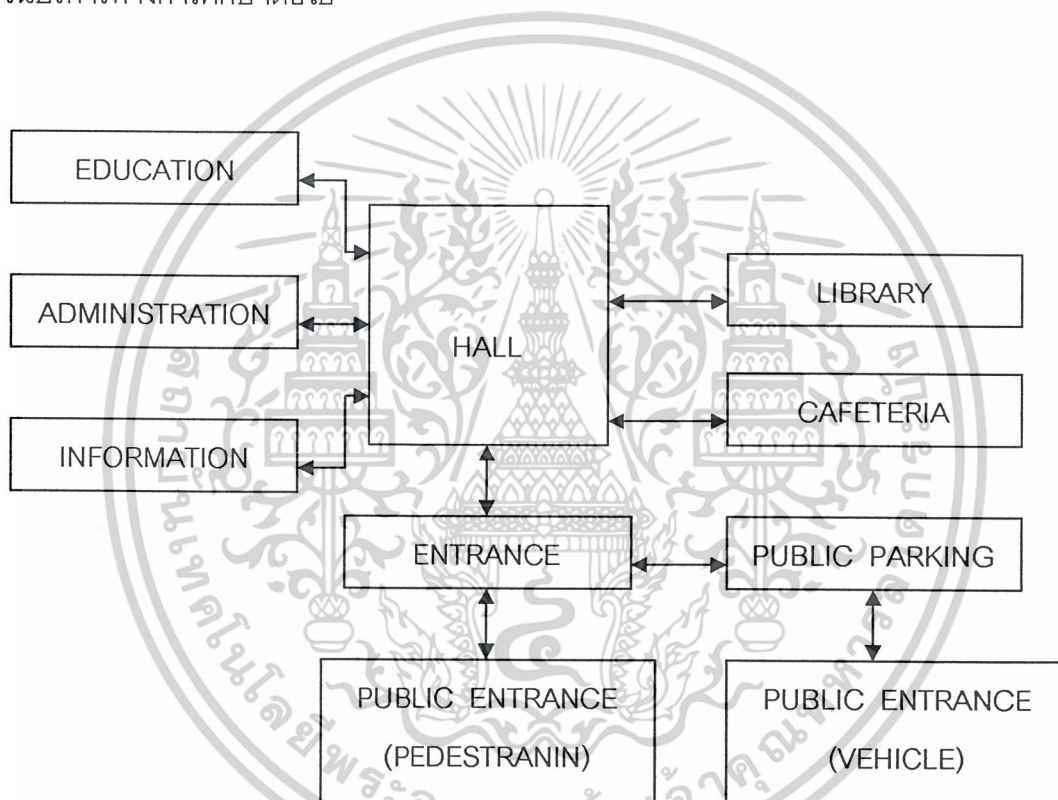 EDUCATION
ADMINISTRATION
INFORMATION
HALL
LIBRARY
CAFETERIA
ENTRANCE
PUBLIC PARKING
PUBLIC ENTRANCE
(PEDESTRANIN)
PUBLIC ENTRANCE
(VEHICLE)